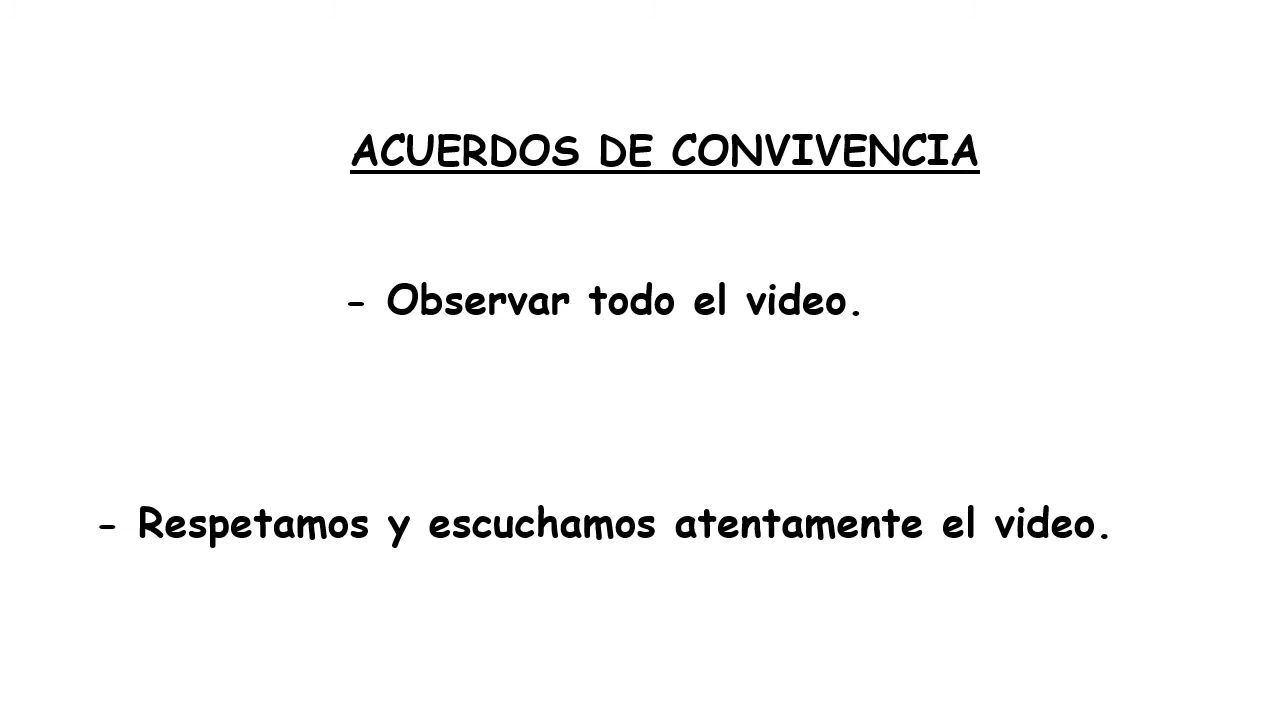 ACUERDOS DE CONVIVENCIA
- Observar todo el video.
- Respetamos y escuchamos atentamente el video.